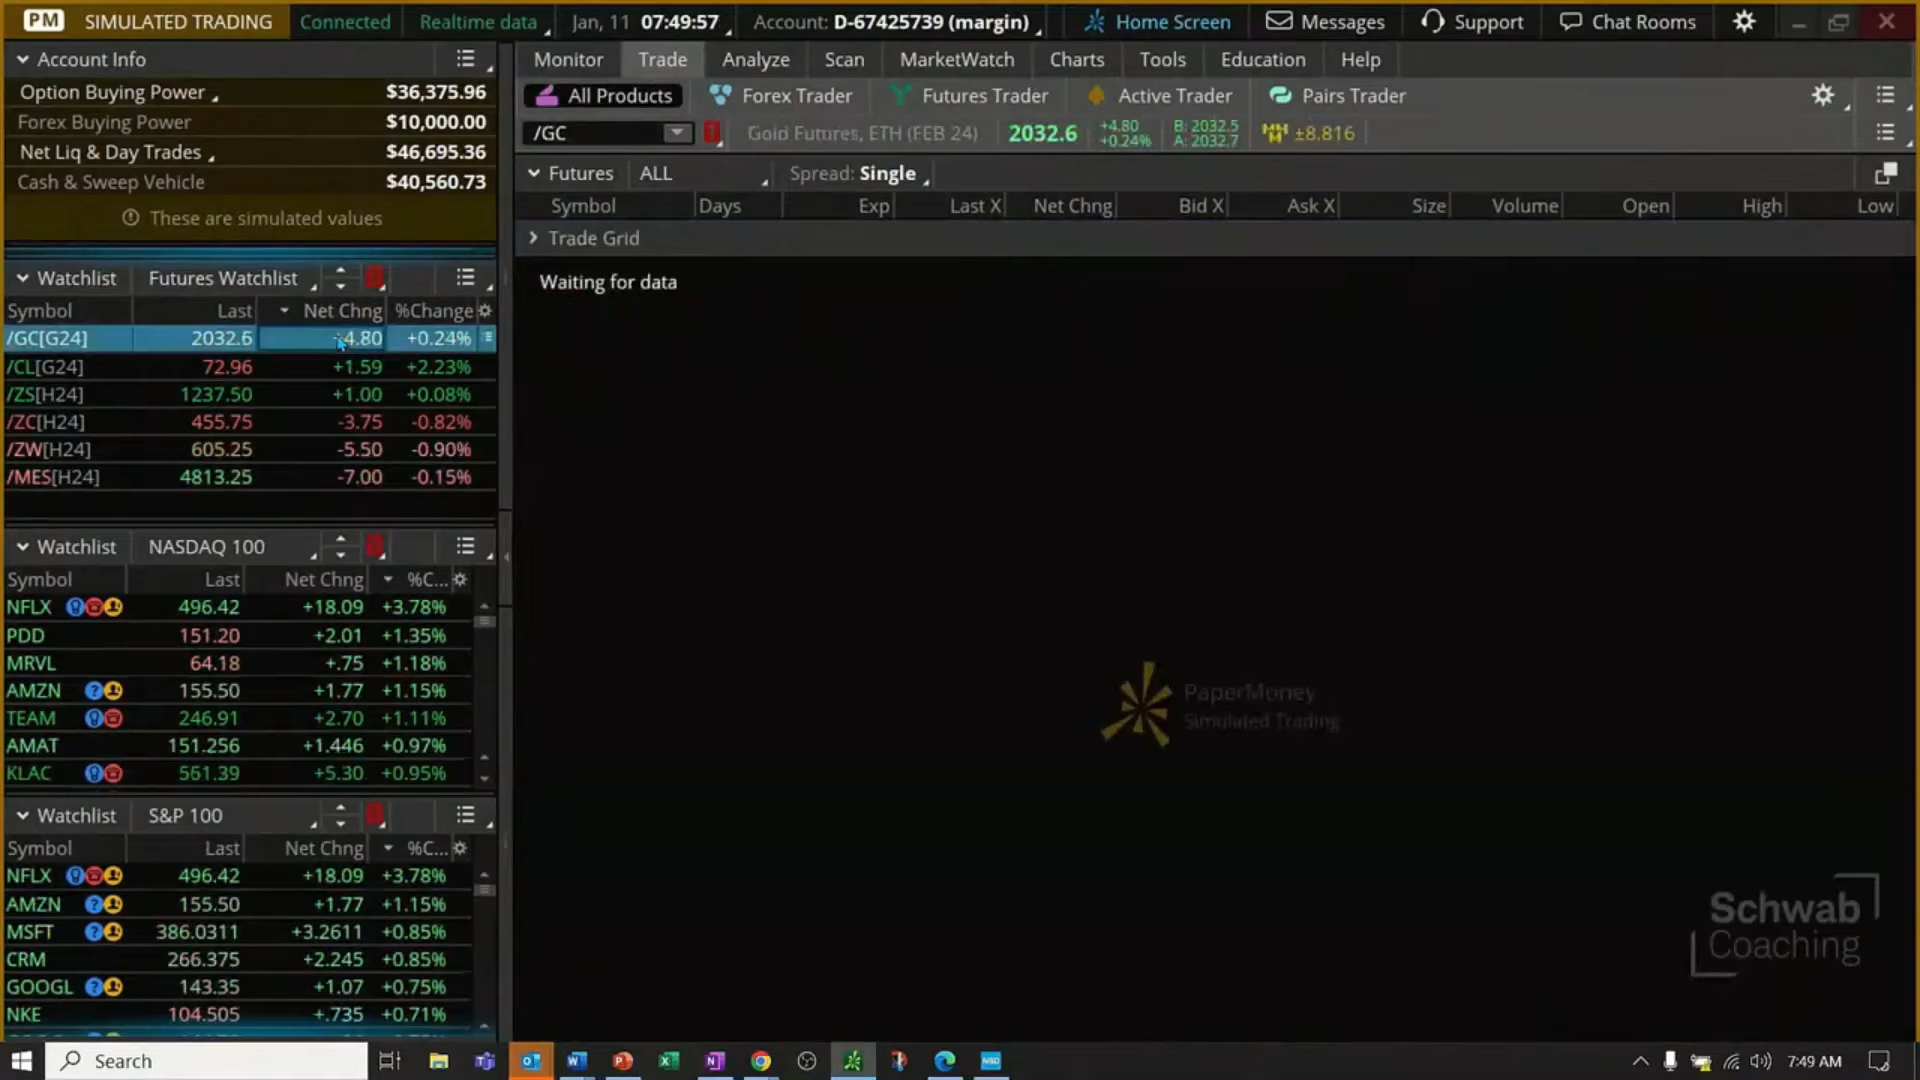 PM SIMULATED TRADING Connected Realtime data Jan, 11 07:49:57 Account: D-67425739 (margin) Home Screen Messages Support Chat Rooms
Account Info
Option Buying Power $36,375.96
Forex Buying Power $10,000.00
Net Liq & Day Trades $46,695.36
Cash & Sweep Vehicle $40,560.73
These are simulated values
Monitor Trade Analyze Scan MarketWatch Charts Tools Education Help
All Products Forex Trader Futures Trader Active Trader Pairs Trader
/GC Gold Futures, ETH (FEB 24) 2032.6 +4.80 B: 2032.5 ±8.816
+0.24% A: 2032.7
Futures ALL Spread: Single
Symbol Days Exp Last X Net Chng Bid X Ask X Size Volume Open High Low
Trade Grid
Waiting for data
Watchlist Futures Watchlist
Symbol Last Net Chng %Change
/GC[G24] 2032.6 +4.80 +0.24%
/CL[G24] 72.96 +1.59 +2.23%
/ZS[H24] 1237.50 +1.00 +0.08%
/ZC[H24] 455.75 -3.75 -0.82%
/ZW[H24] 605.25 -5.50 -0.90%
/MES[H24] 4813.25 -7.00 -0.15%
Watchlist NASDAQ 100
Symbol Last Net Chng %C...
NFLX 496.42 +18.09 +3.78%
PDD 151.20 +2.01 +1.35%
MRVL 64.18 +.75 +1.18%
AMZN 155.50 +1.77 +1.15%
TEAM 246.91 +2.70 +1.11%
AMAT 151.256 +1.446 +0.97%
KLAC 561.39 +5.30 +0.95%
Watchlist S&P 100
Symbol Last Net Chng %C...
NFLX 496.42 +18.09 +3.78%
AMZN 155.50 +1.77 +1.15%
MSFT 386.0311 +3.2611 +0.85%
CRM 266.375 +2.245 +0.85%
GOOGL 143.35 +1.07 +0.75%
NKE 104.505 +.735 +0.71%
PaperMoney
Simulated Trading
Schwab
Coaching
Search 7:49 AM